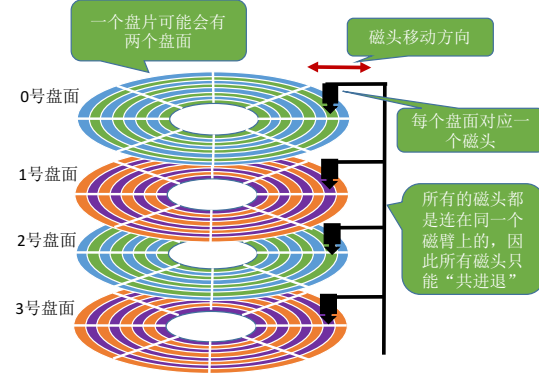 一个盘片可能会有
两个盘面
磁头移动方向
0号盘面
每个盘面对应一
个磁头
1号盘面
所有的磁头都
是连在同一个
磁臂上的，因
此所有磁头只
能“共进退”
2号盘面
3号盘面